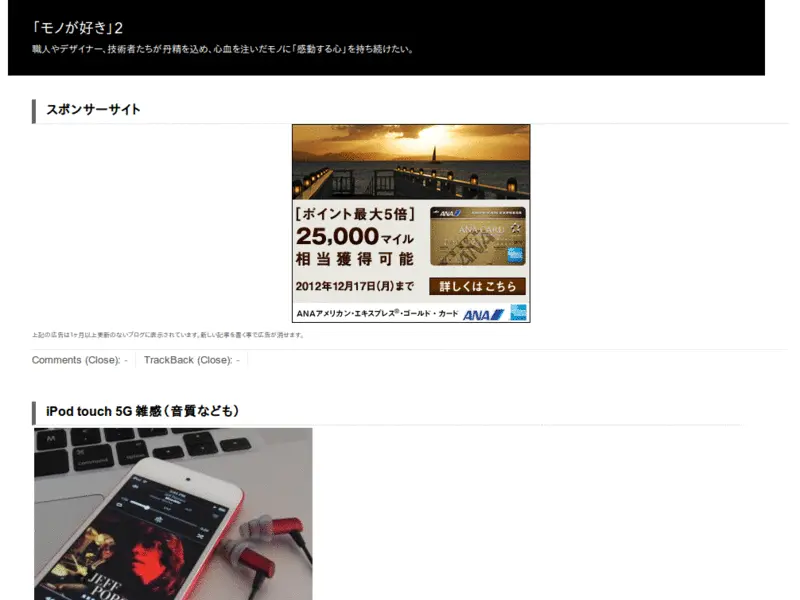 「モノが好き」2
職人やデザイナー、技術者たちが丹精を込め、心血を注いだモノに「感動する心」を持ち続けたい。
スポンサーサイト
[ポイント最大5倍]
25,000マイル
相当獲得可能
ANA
ANA CARD
ANA
2012年12月17日(月)まで
詳しくはこちら
ANAアメリカン・エキスプレス®・ゴールド・カード
ANA
上記の広告は1ヶ月以上更新のないブログに表示されています。新しい記事を書く事で広告が消せます。
Comments (Close): -
TrackBack (Close): -
iPod touch 5G 雑感(音質なども)
M
command
JEFF